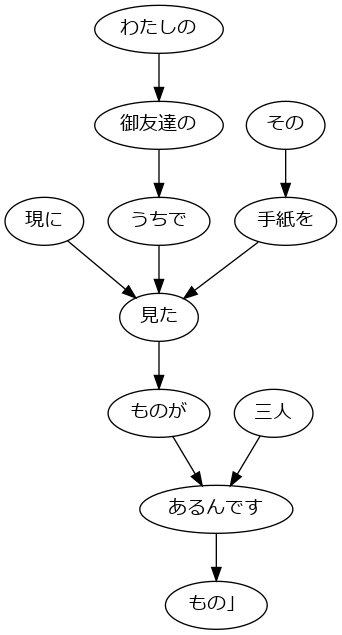 わたしの
御友達の
その
現に
うちで
手紙を
見た
ものが
三人
あるんです
もの」